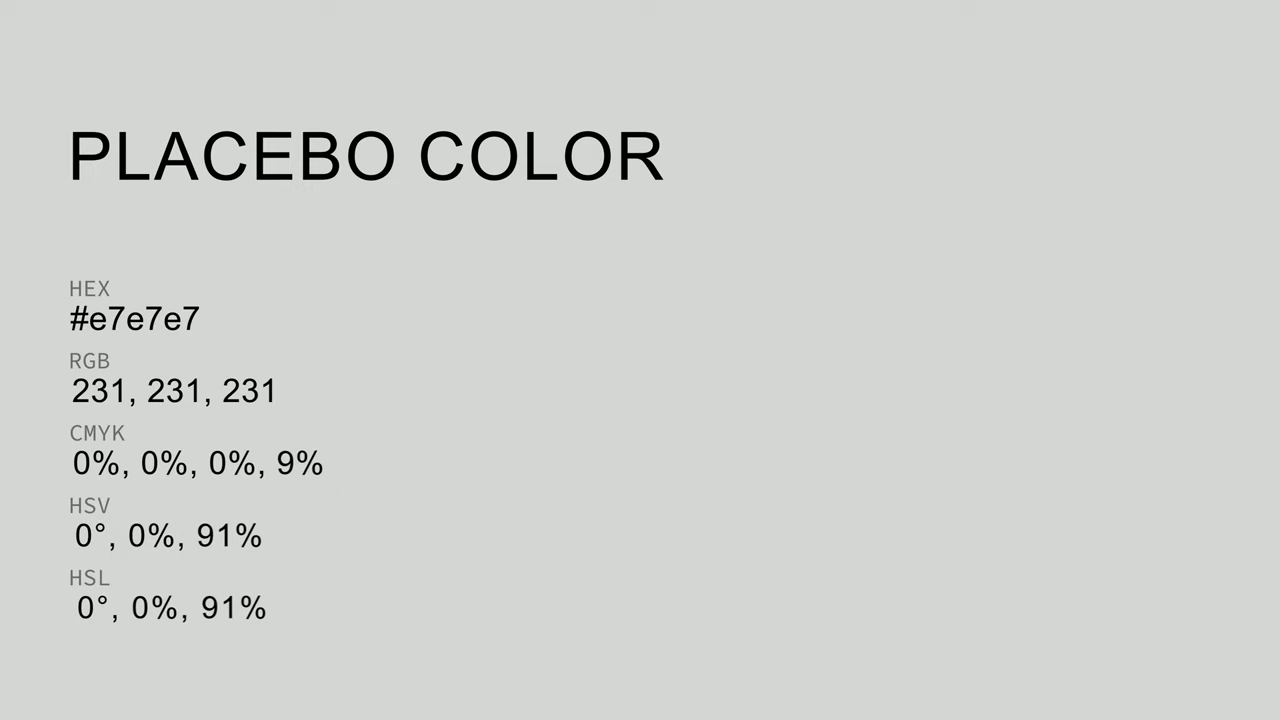 PLACEBO COLOR
HEX
#e7e7e7
RGB
231, 231, 231
CMYK
0%, 0%, 0%, 9%
HSV
0°, 0%, 91%
HSL
0°, 0%, 91%